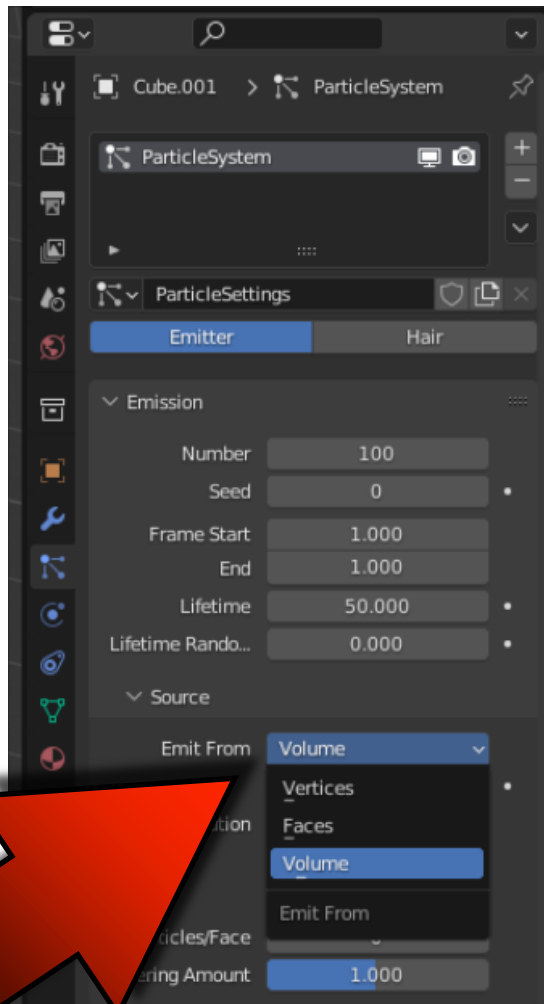 Cube.001 > ParticleSystem
ParticleSystem
ParticleSettings
Emitter Hair
Emission
Number 100
Seed 0
Frame Start 1.000
End 1.000
Lifetime 50.000
Lifetime Rando... 0.000
Source
Emit From Volume
Vertices
Faces
Volume
Emit From
1.000